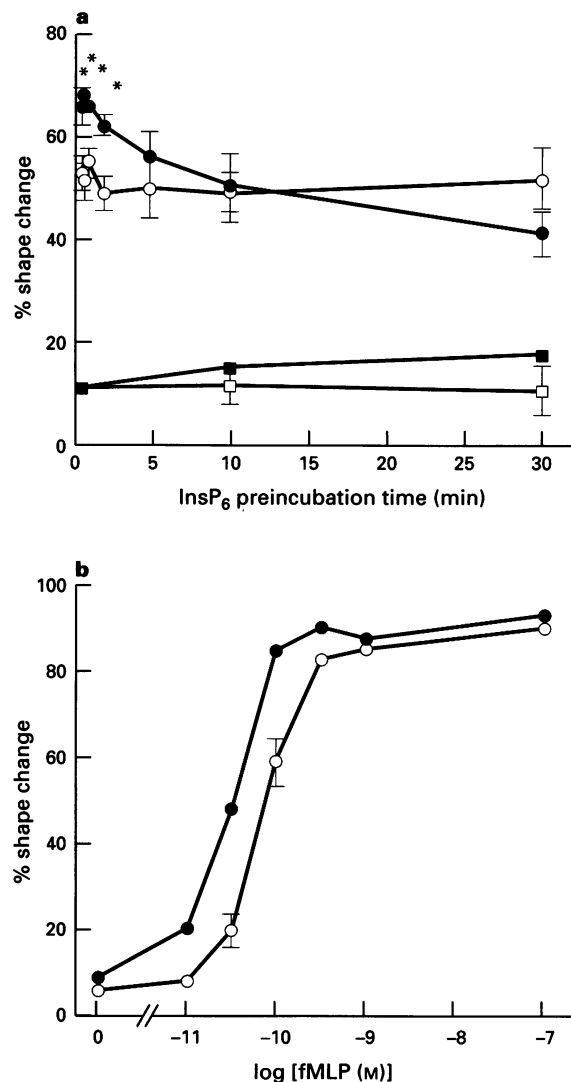 a
80
60
40
20
0
% shape change
* * * *
0 5 10 15 20 25 30
InsP₆ preincubation time (min)
b
100
80
60
40
20
0
% shape change
0 // −11 −10 −9 −8 −7
log [fMLP (M)]